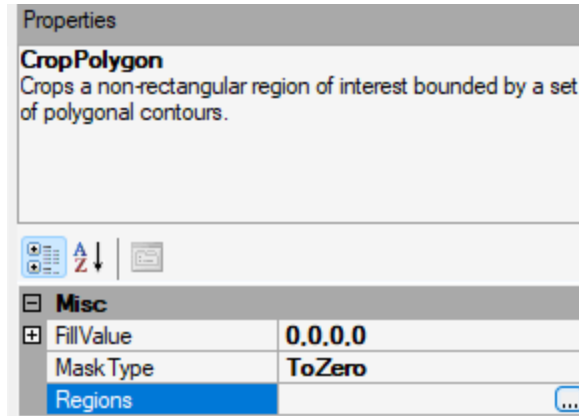 Properties
CropPolygon
Crops a non-rectangular region of interest bounded by a set
of polygonal contours.
A
Z
Misc
FillValue 0,0,0,0
MaskType ToZero
Regions ...